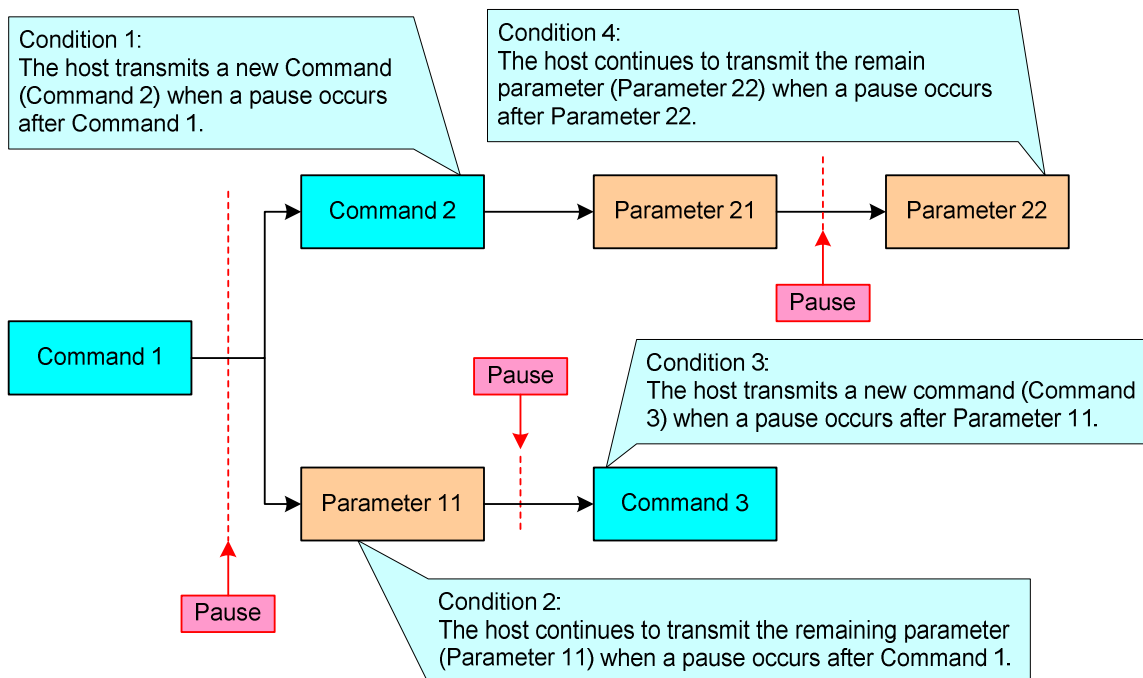 Condition 1:
The host transmits a new Command
(Command 2) when a pause occurs
after Command 1.
Condition 4:
The host continues to transmit the remain
parameter (Parameter 22) when a pause occurs
after Parameter 22.
Command 2
Parameter 21
Parameter 22
Pause
Command 1
Pause
Condition 3:
The host transmits a new command (Command
3) when a pause occurs after Parameter 11.
Parameter 11
Command 3
Pause
Condition 2:
The host continues to transmit the remaining parameter
(Parameter 11) when a pause occurs after Command 1.